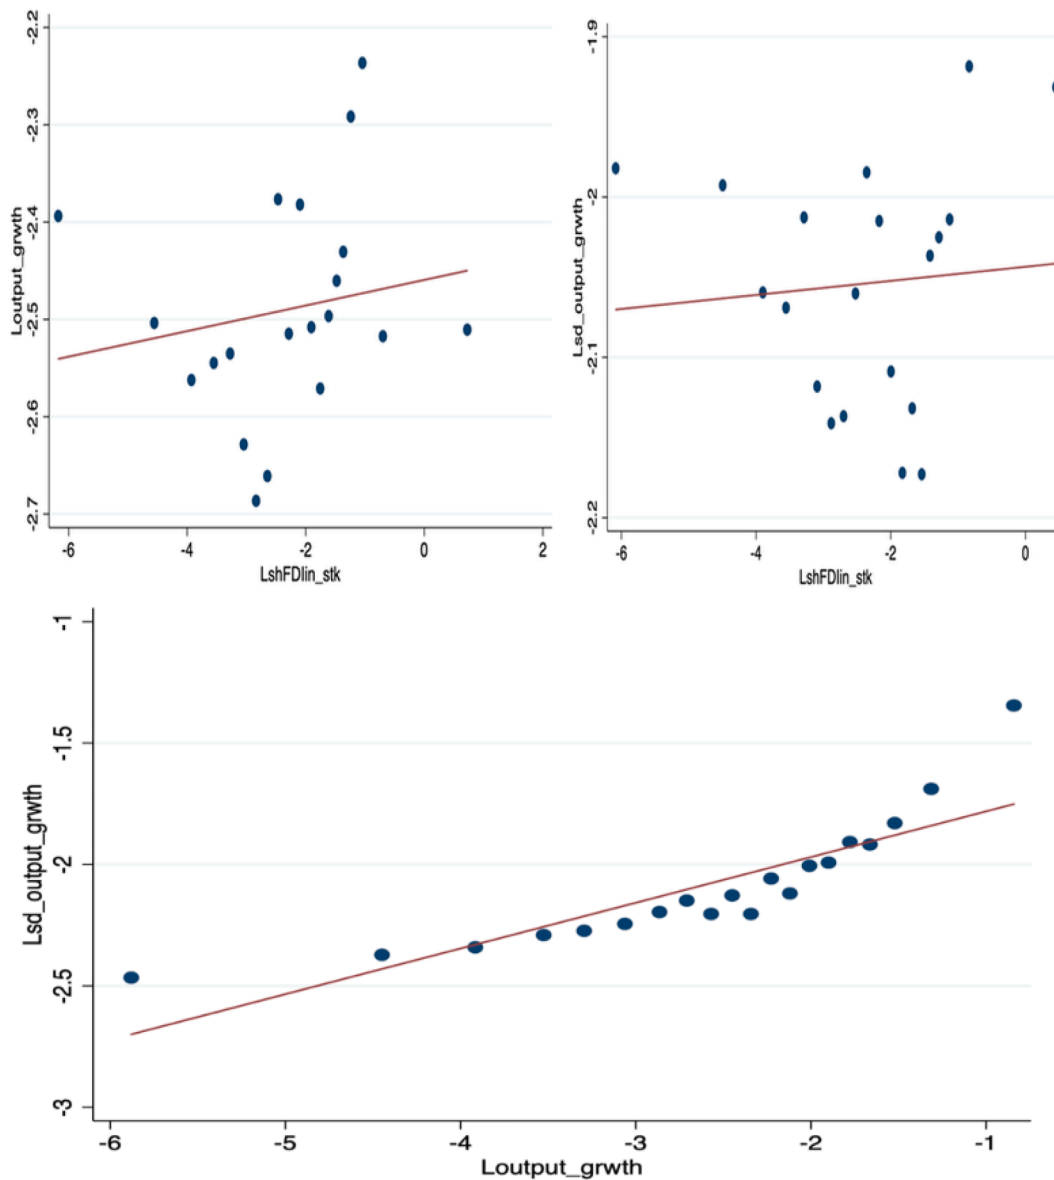 Loutput_grwth
-2.2
-2.3
-2.4
-2.5
-2.6
-2.7
-6 -4 -2 0 2
LshFDIin_stk
Lsd_output_grwth
-1.9
-2
-2.1
-2.2
-6 -4 -2 0
LshFDIin_stk
Lsd_output_grwth
-1
-1.5
-2
-2.5
-3
-6 -5 -4 -3 -2 -1
Loutput_grwth